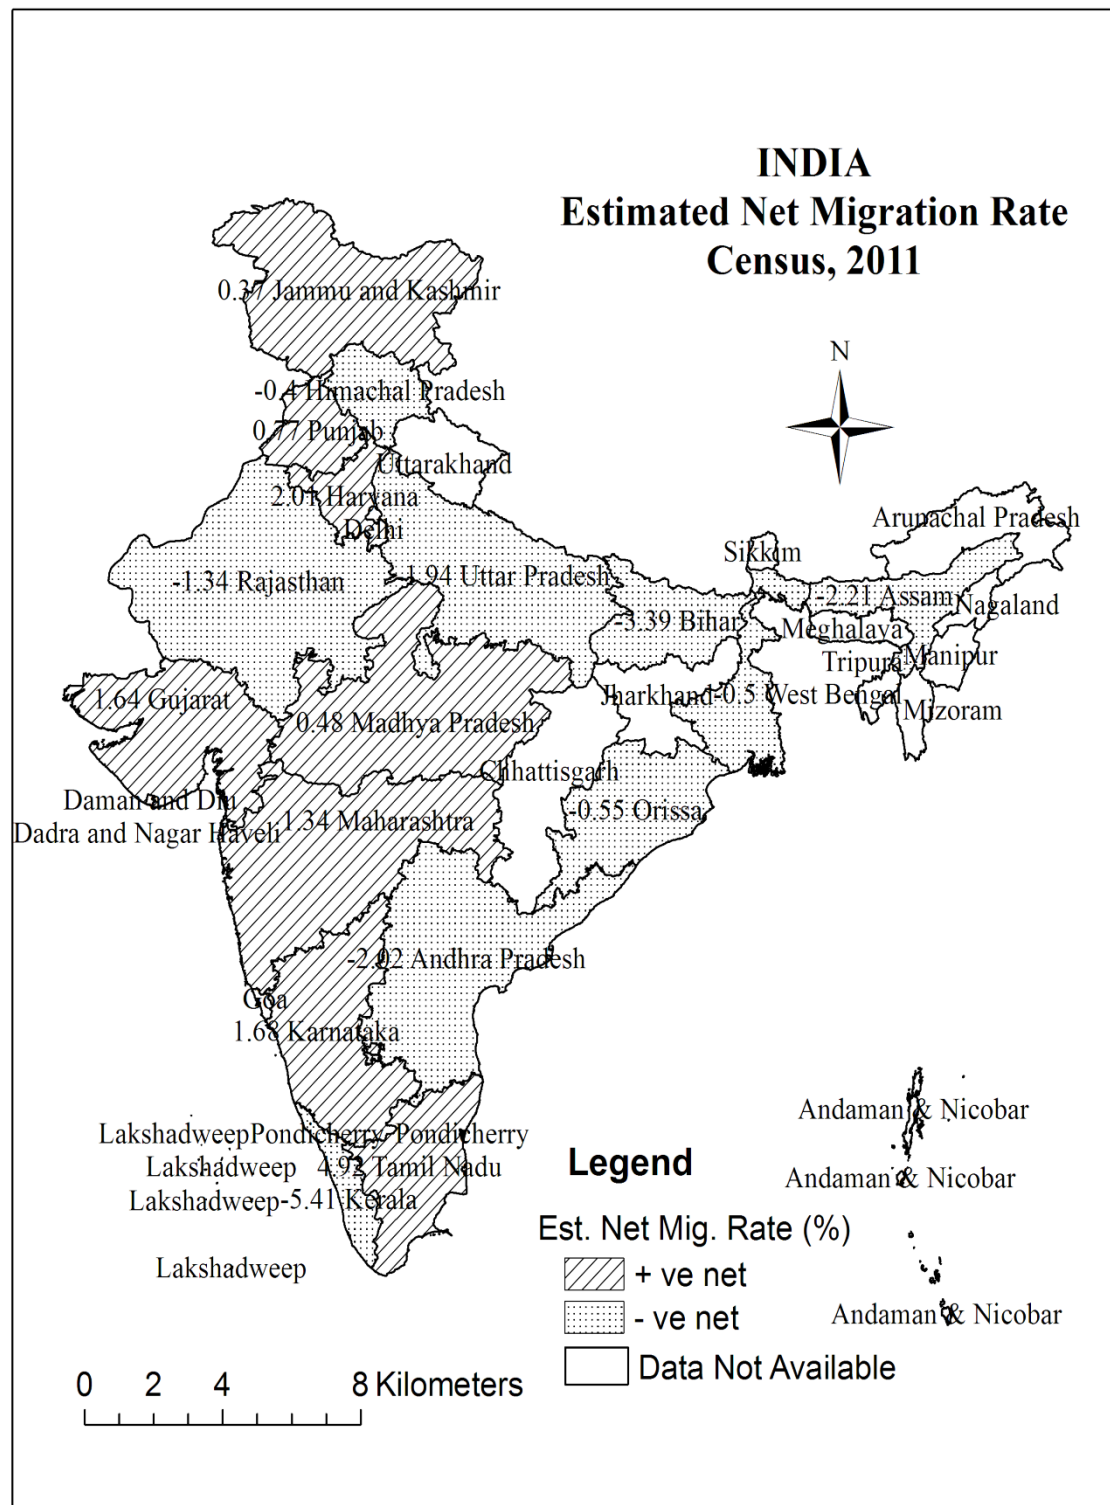 INDIA
Estimated Net Migration Rate
Census, 2011
0.37 Jammu and Kashmir
N
-0.4 Himachal Pradesh
0.77 Punjab
Uttarakhand
2.01 Haryana
Delhi
Arunachal Pradesh
Sikkim
-1.34 Rajasthan
-1.94 Uttar Pradesh
-2.21 Assam
Nagaland
-3.39 Bihar
Meghalaya
Tripura
Manipur
1.64 Gujarat
Jharkhand
-0.5 West Bengal
Mizoram
0.48 Madhya Pradesh
Chhattisgarh
Daman and Diu
-0.55 Orissa
Dadra and Nagar Haveli
1.34 Maharashtra
-2.02 Andhra Pradesh
Goa
1.68 Karnataka
Andaman & Nicobar
Lakshadweep
Pondicherry
Pondicherry
Lakshadweep
4.92 Tamil Nadu
Legend
Andaman & Nicobar
Lakshadweep
-5.41 Kerala
Est. Net Mig. Rate (%)
Lakshadweep
+ ve net
- ve net
Andaman & Nicobar
Data Not Available
0 2 4 8 Kilometers